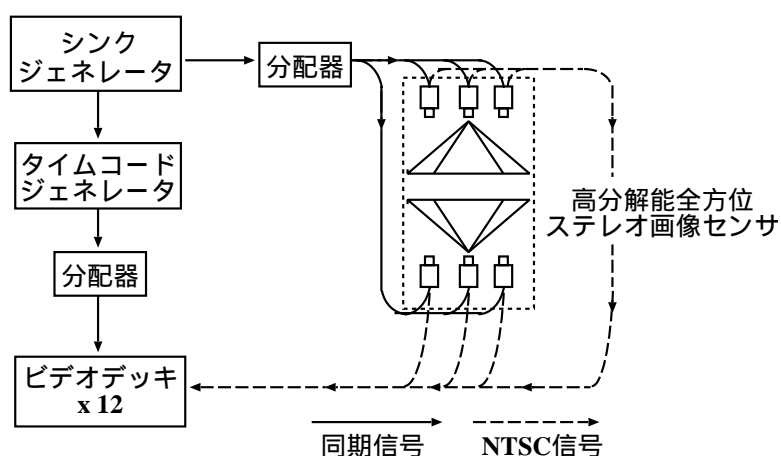 シンク
ジェネレータ
分配器
タイムコード
ジェネレータ
高分解能全方位
ステレオ画像センサ
分配器
ビデオデッキ
x 12
同期信号
NTSC信号